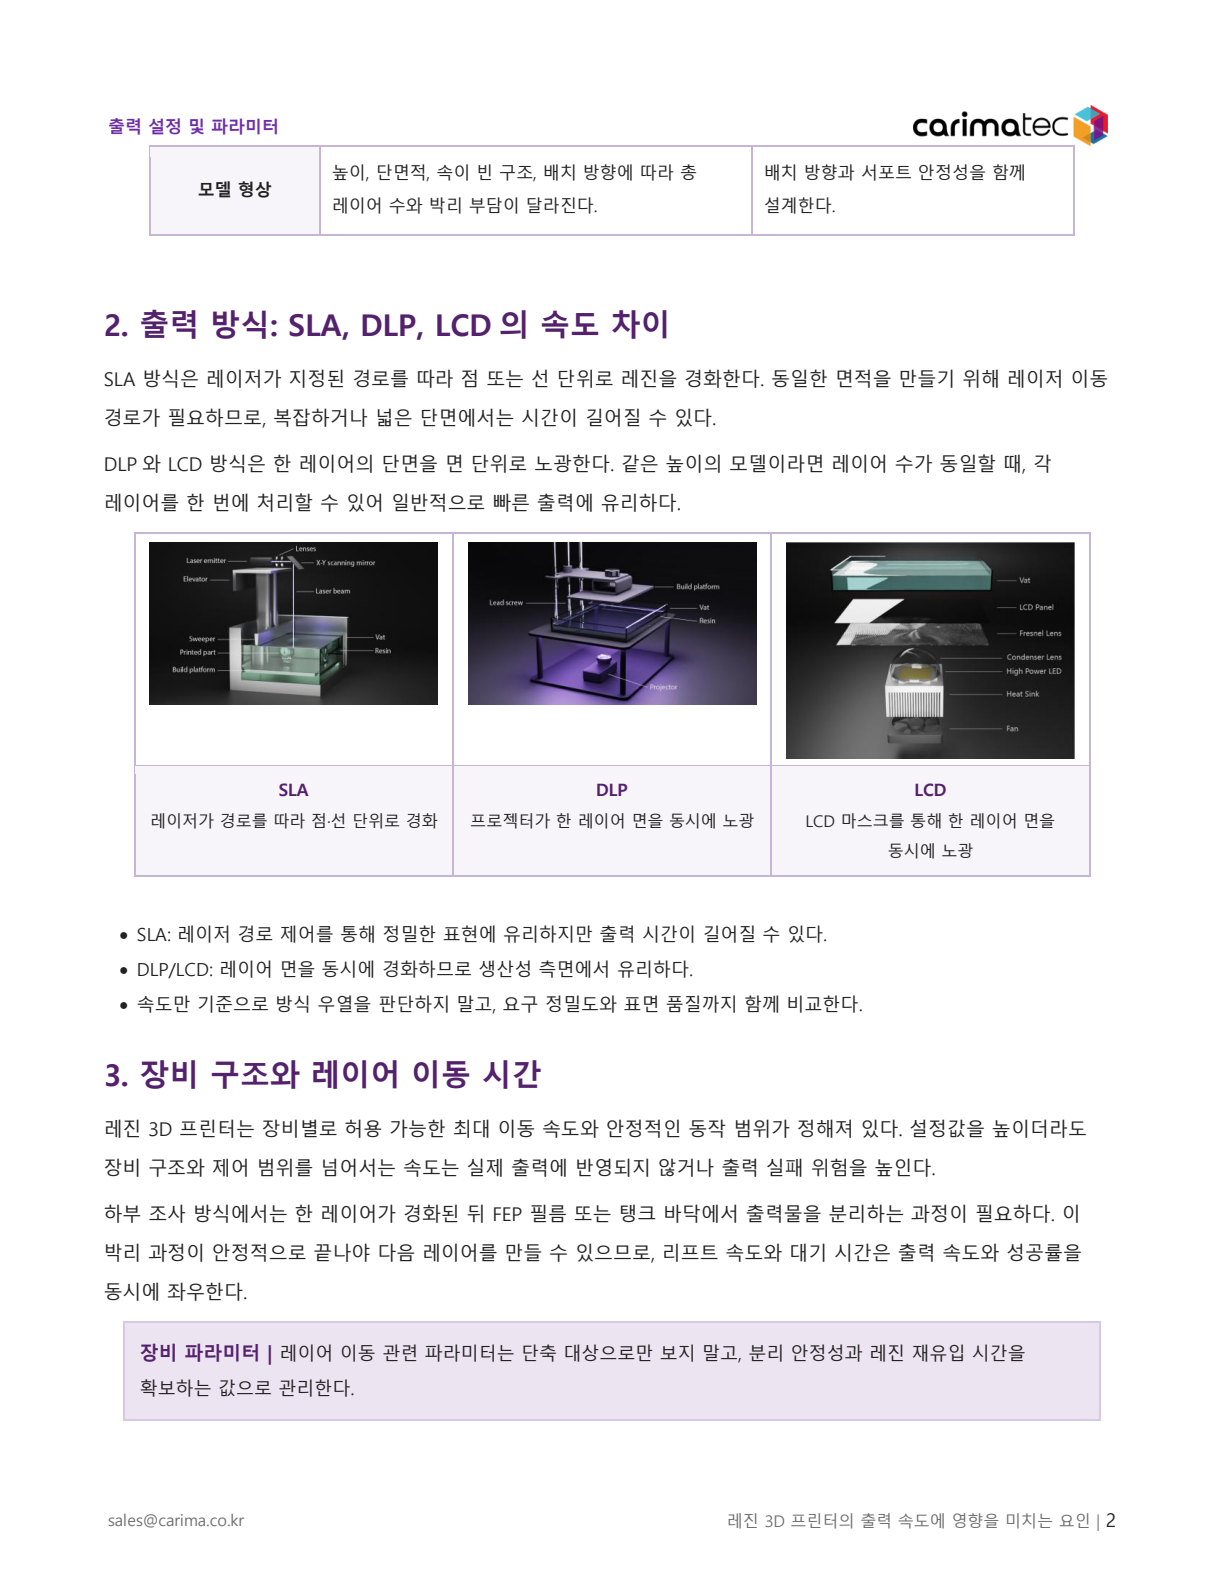 출력 설정 및 파라미터
carimatec
모델 형상
높이, 단면적, 속이 빈 구조, 배치 방향에 따라 총
레이어 수와 박리 부담이 달라진다.
배치 방향과 서포트 안정성을 함께
설계한다.
2. 출력 방식: SLA, DLP, LCD 의 속도 차이
SLA 방식은 레이저가 지정된 경로를 따라 점 또는 선 단위로 레진을 경화한다. 동일한 면적을 만들기 위해 레이저 이동
경로가 필요하므로, 복잡하거나 넓은 단면에서는 시간이 길어질 수 있다.
DLP 와 LCD 방식은 한 레이어의 단면을 면 단위로 노광한다. 같은 높이의 모델이라면 레이어 수가 동일할 때, 각
레이어를 한 번에 처리할 수 있어 일반적으로 빠른 출력에 유리하다.
Lenses
Laser emitter
X-Y scanning mirror
Elevator
Laser beam
Sweeper
Vat
Printed part
Resin
Build platform
Build platform
Lead screw
Vat
Resin
Projector
Vat
LCD Panel
Fresnel Lens
Condenser Lens
High Power LED
Heat Sink
Fan
SLA
레이저가 경로를 따라 점·선 단위로 경화
DLP
프로젝터가 한 레이어 면을 동시에 노광
LCD
LCD 마스크를 통해 한 레이어 면을
동시에 노광
● SLA: 레이저 경로 제어를 통해 정밀한 표현에 유리하지만 출력 시간이 길어질 수 있다.
● DLP/LCD: 레이어 면을 동시에 경화하므로 생산성 측면에서 유리하다.
● 속도만 기준으로 방식 우열을 판단하지 말고, 요구 정밀도와 표면 품질까지 함께 비교한다.
3. 장비 구조와 레이어 이동 시간
레진 3D 프린터는 장비별로 허용 가능한 최대 이동 속도와 안정적인 동작 범위가 정해져 있다. 설정값을 높이더라도
장비 구조와 제어 범위를 넘어서는 속도는 실제 출력에 반영되지 않거나 출력 실패 위험을 높인다.
하부 조사 방식에서는 한 레이어가 경화된 뒤 FEP 필름 또는 탱크 바닥에서 출력물을 분리하는 과정이 필요하다. 이
박리 과정이 안정적으로 끝나야 다음 레이어를 만들 수 있으므로, 리프트 속도와 대기 시간은 출력 속도와 성공률을
동시에 좌우한다.
장비 파라미터 | 레이어 이동 관련 파라미터는 단축 대상으로만 보지 말고, 분리 안정성과 레진 재유입 시간을
확보하는 값으로 관리한다.
sales@carima.co.kr
레진 3D 프린터의 출력 속도에 영향을 미치는 요인 | 2